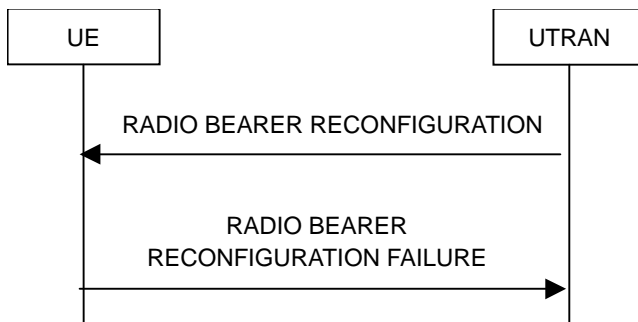 UE
UTRAN
RADIO BEARER RECONFIGURATION
RADIO BEARER
RECONFIGURATION FAILURE